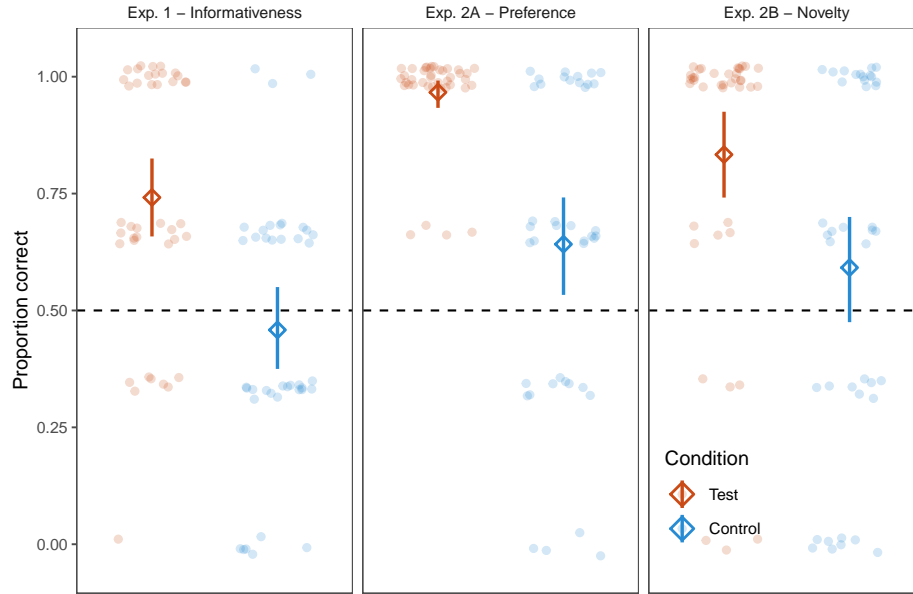 Exp. 1 – Informativeness
Exp. 2A – Preference
Exp. 2B – Novelty
1.00
0.75
0.50
0.25
0.00
Proportion correct
Condition
Test
Control